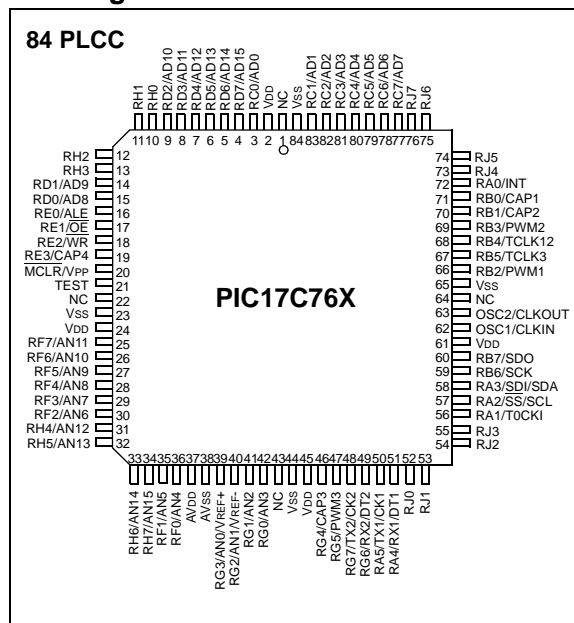 84 PLCC
RH1
RH0
RD2/AD10
RD3/AD11
RD4/AD12
RD5/AD13
RD6/AD14
RD7/AD15
RC0/AD0
VDD
NC
VSS
RC1/AD1
RC2/AD2
RC3/AD3
RC4/AD4
RC5/AD5
RC6/AD6
RC7/AD7
RJ7
RJ6
11 10 9 8 7 6 5 4 3 2 1 84 83 82 81 80 79 78 77 76 75
RH2 12
RH3 13
RD1/AD9 14
RD0/AD8 15
RE0/ALE 16
RE1/OE 17
RE2/WR 18
RE3/CAP4 19
MCLR/VPP 20
TEST 21
NC 22
VSS 23
VDD 24
RF7/AN11 25
RF6/AN10 26
RF5/AN9 27
RF4/AN8 28
RF3/AN7 29
RF2/AN6 30
RH4/AN12 31
RH5/AN13 32
PIC17C76X
74 RJ5
73 RJ4
72 RA0/INT
71 RB0/CAP1
70 RB1/CAP2
69 RB3/PWM2
68 RB4/TCLK12
67 RB5/TCLK3
66 RB2/PWM1
65 VSS
64 NC
63 OSC2/CLKOUT
62 OSC1/CLKIN
61 VDD
60 RB7/SDO
59 RB6/SCK
58 RA3/SDI/SDA
57 RA2/SS/SCL
56 RA1/T0CKI
55 RJ3
54 RJ2
33 34 35 36 37 38 39 40 41 42 43 44 45 46 47 48 49 50 51 52 53
RH6/AN14
RH7/AN15
RF1/AN5
RF0/AN4
AVDD
AVSS
RG3/AN0/VREF+
RG2/AN1/VREF-
RG1/AN2
RG0/AN3
NC
VSS
VDD
RG4/CAP3
RG5/PWM3
RG7/TX2/CK2
RG6/RX2/DT2
RA5/TX1/CK1
RA4/RX1/DT1
RJ0
RJ1